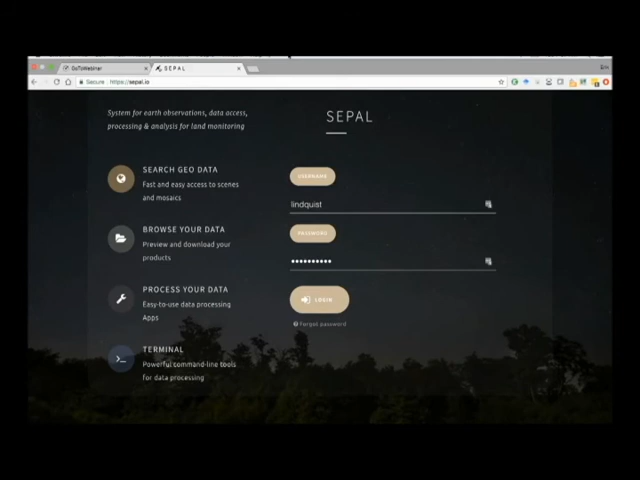 GoToWebinar
SEPAL
Secure
https://sepal.io
System for earth observations, data access,
processing & analysis for land monitoring
SEPAL
SEARCH GEO DATA
Fast and easy access to scenes
and mosaics
BROWSE YOUR DATA
Preview and download your
products
PROCESS YOUR DATA
Easy-to-use data processing
Apps
TERMINAL
Powerful command-line tools
for data processing
USERNAME
lindquist
PASSWORD
LOGIN
Forgot password